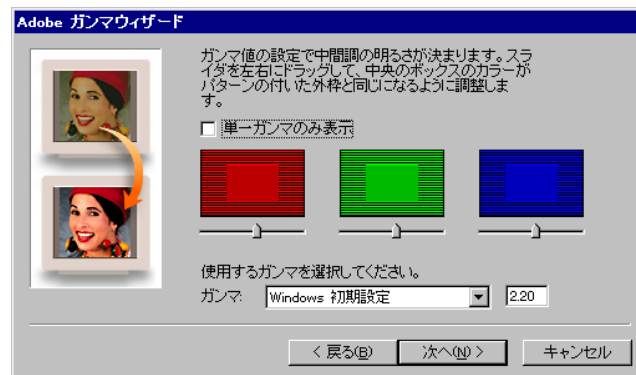 Adobe ガンマウィザード
ガンマ値の設定で中間調の明るさが決まります。スラ
イダを左右にドラッグして、中央のボックスのカラーが
パターンの付いた外枠と同じになるように調整しま
す。
単一ガンマのみ表示
使用するガンマを選択してください。
ガンマ: Windows 初期設定 2.20
< 戻る(B) 次へ(N) > キャンセル